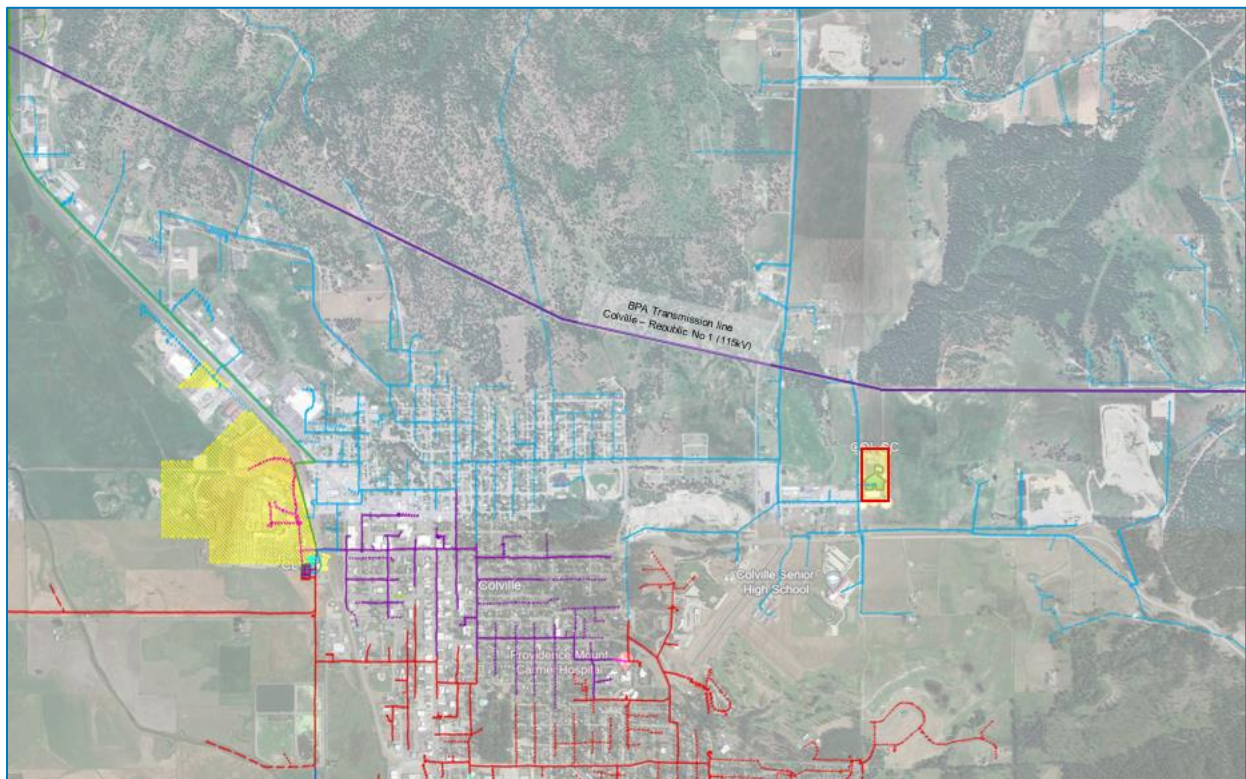 BPA Transmission line
Colville – Republic No 1 (115kV)
Colville Senior
High School
Colville
Providence Mount
Carmel Hospital